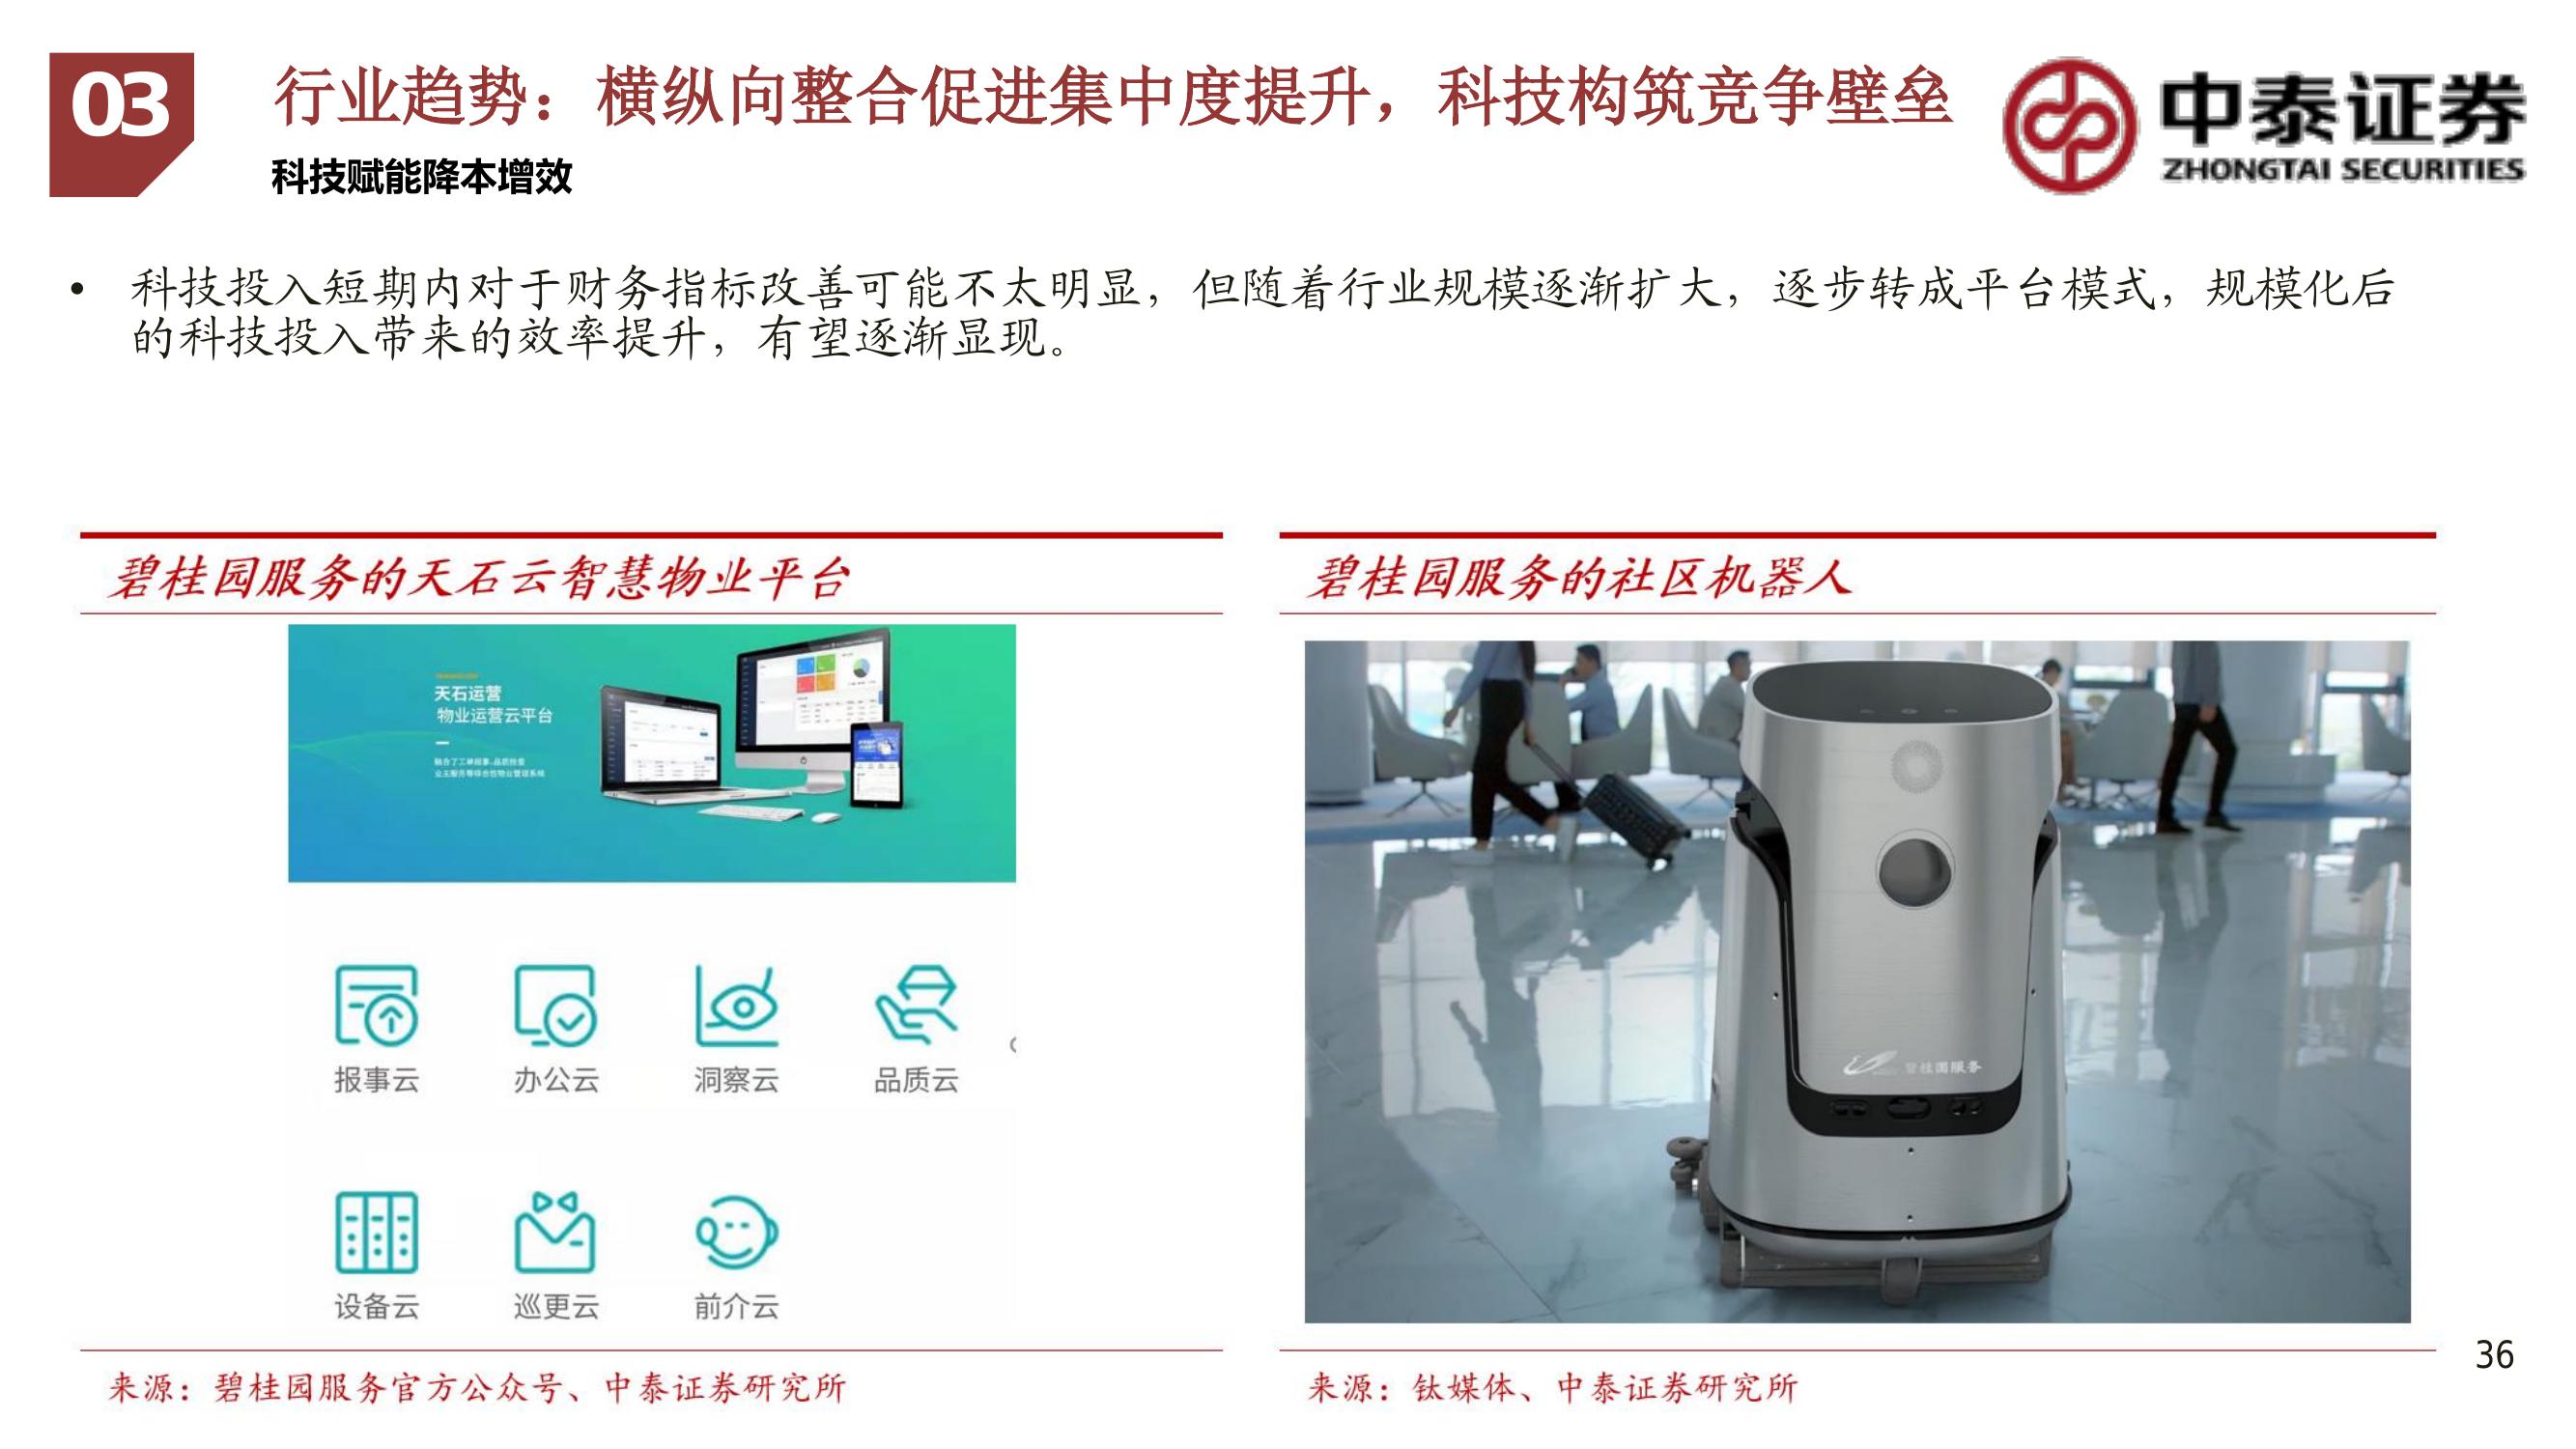 03
行业趋势：横纵向整合促进集中度提升，科技构筑竞争壁垒
科技赋能降本增效
中泰证券
ZHONGTAI SECURITIES
• 科技投入短期内对于财务指标改善可能不太明显，但随着行业规模逐渐扩大，逐步转成平台模式，规模化后
的科技投入带来的效率提升，有望逐渐显现。
碧桂园服务的天石云智慧物业平台
天石运营
物业运营云平台
报事云
办公云
洞察云
品质云
设备云
巡更云
前介云
来源：碧桂园服务官方公众号、中泰证券研究所
碧桂园服务的社区机器人
碧桂园服务
来源：钛媒体、中泰证券研究所
36